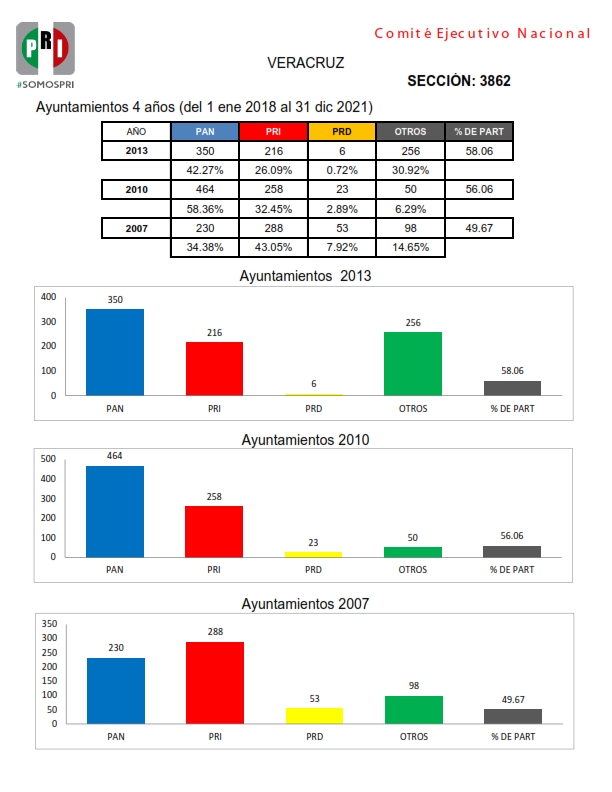 Comité Ejecutivo Nacional
PRI
#SOMOSPRI
VERACRUZ
SECCIÓN: 3862
Ayuntamientos 4 años (del 1 ene 2018 al 31 dic 2021)
AÑO PAN PRI PRD OTROS % DE PART
2013 350 216 6 256 58.06
42.27% 26.09% 0.72% 30.92%
2010 464 258 23 50 56.06
58.36% 32.45% 2.89% 6.29%
2007 230 288 53 98 49.67
34.38% 43.05% 7.92% 14.65%
Ayuntamientos 2013
400
300
200
100
0
350 216 6 256 58.06
PAN PRI PRD OTROS % DE PART
Ayuntamientos 2010
500
400
300
200
100
0
464 258 23 50 56.06
PAN PRI PRD OTROS % DE PART
Ayuntamientos 2007
350
300
250
200
150
100
50
0
230 288 53 98 49.67
PAN PRI PRD OTROS % DE PART